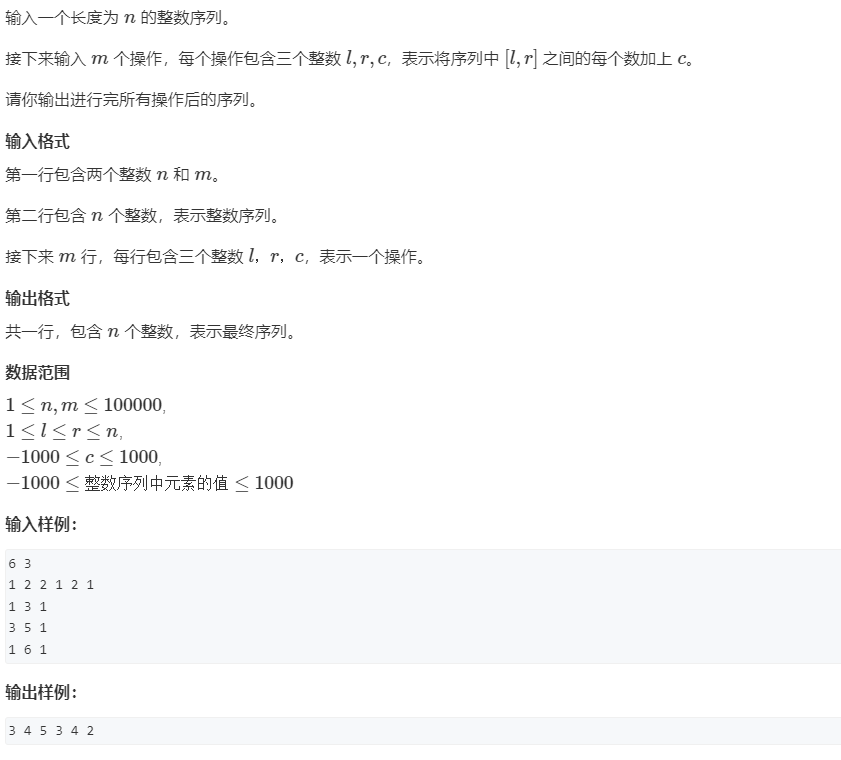 输入一个长度为 n 的整数序列。
接下来输入 m 个操作，每个操作包含三个整数 l, r, c，表示将序列中 [l, r] 之间的每个数加上 c。
请你输出进行完所有操作后的序列。
输入格式
第一行包含两个整数 n 和 m。
第二行包含 n 个整数，表示整数序列。
接下来 m 行，每行包含三个整数 l，r，c，表示一个操作。
输出格式
共一行，包含 n 个整数，表示最终序列。
数据范围
1 ≤ n, m ≤ 100000,
1 ≤ l ≤ r ≤ n,
−1000 ≤ c ≤ 1000,
−1000 ≤ 整数序列中元素的值 ≤ 1000
输入样例：
6 3
1 2 2 1 2 1
1 3 1
3 5 1
1 6 1
输出样例：
3 4 5 3 4 2